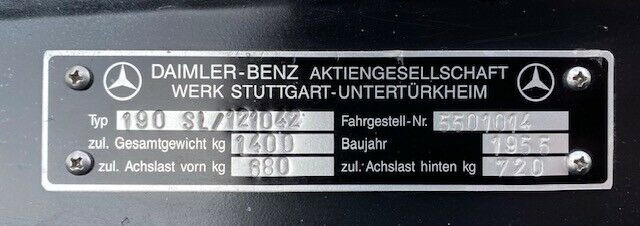 DAIMLER-BENZ AKTIENGESELLSCHAFT
WERK STUTTGART-UNTERTÜRKHEIM
Typ 190 SL/121042 Fahrgestell-Nr. 5501014
zul. Gesamtgewicht kg 1400 Baujahr 1955
zul. Achslast vorn kg 680 zul. Achslast hinten kg 720